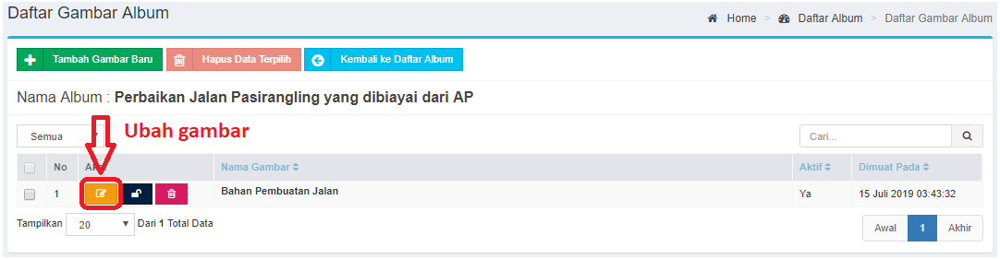 Daftar Gambar Album
Home > Daftar Album > Daftar Gambar Album
Tambah Gambar Baru Hapus Data Terpilih Kembali ke Daftar Album
Nama Album : Perbaikan Jalan Pasirangling yang dibiayai dari AP
Semua Ubah gambar Cari...
No Nama Gambar Aktif Dimuat Pada
1 Bahan Pembuatan Jalan Ya 15 Juli 2019 03:43:32
Tampilkan 20 Dari 1 Total Data Awal 1 Akhir